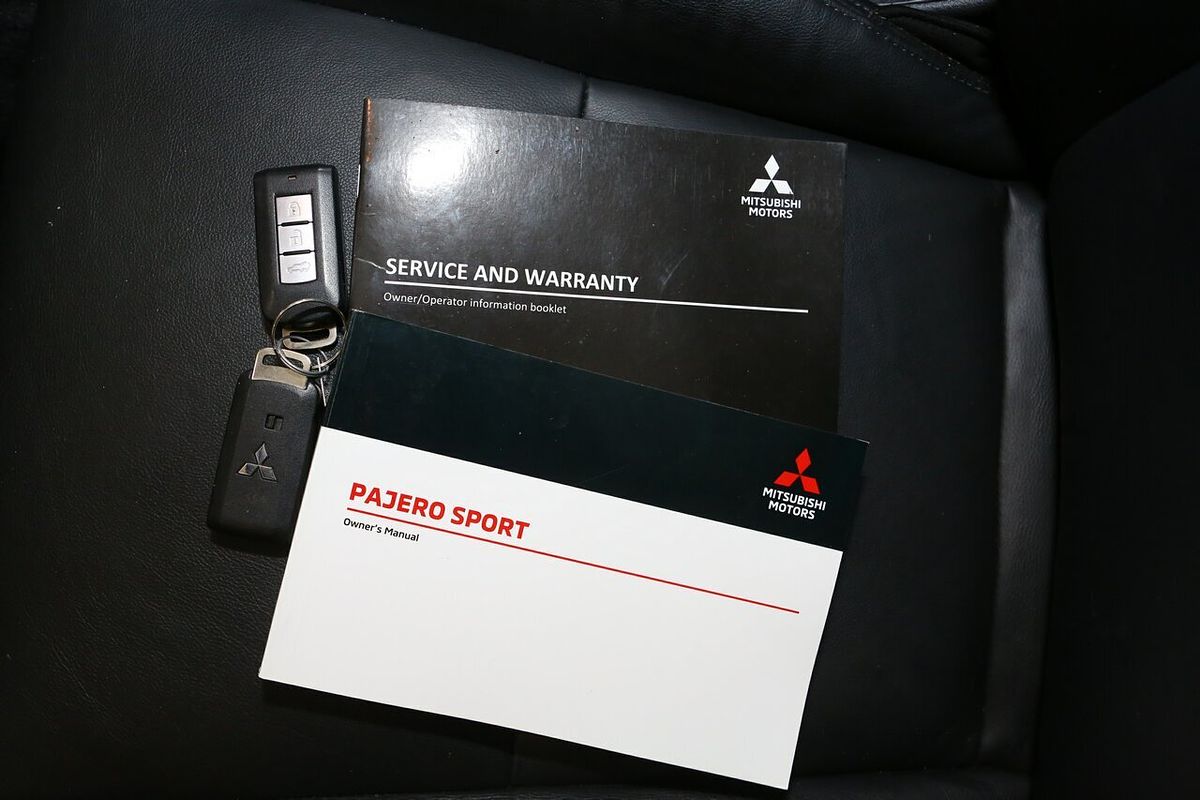 MITSUBISHI
MOTORS
SERVICE AND WARRANTY
Owner/Operator information booklet
MITSUBISHI
MOTORS
PAJERO SPORT
Owner's Manual